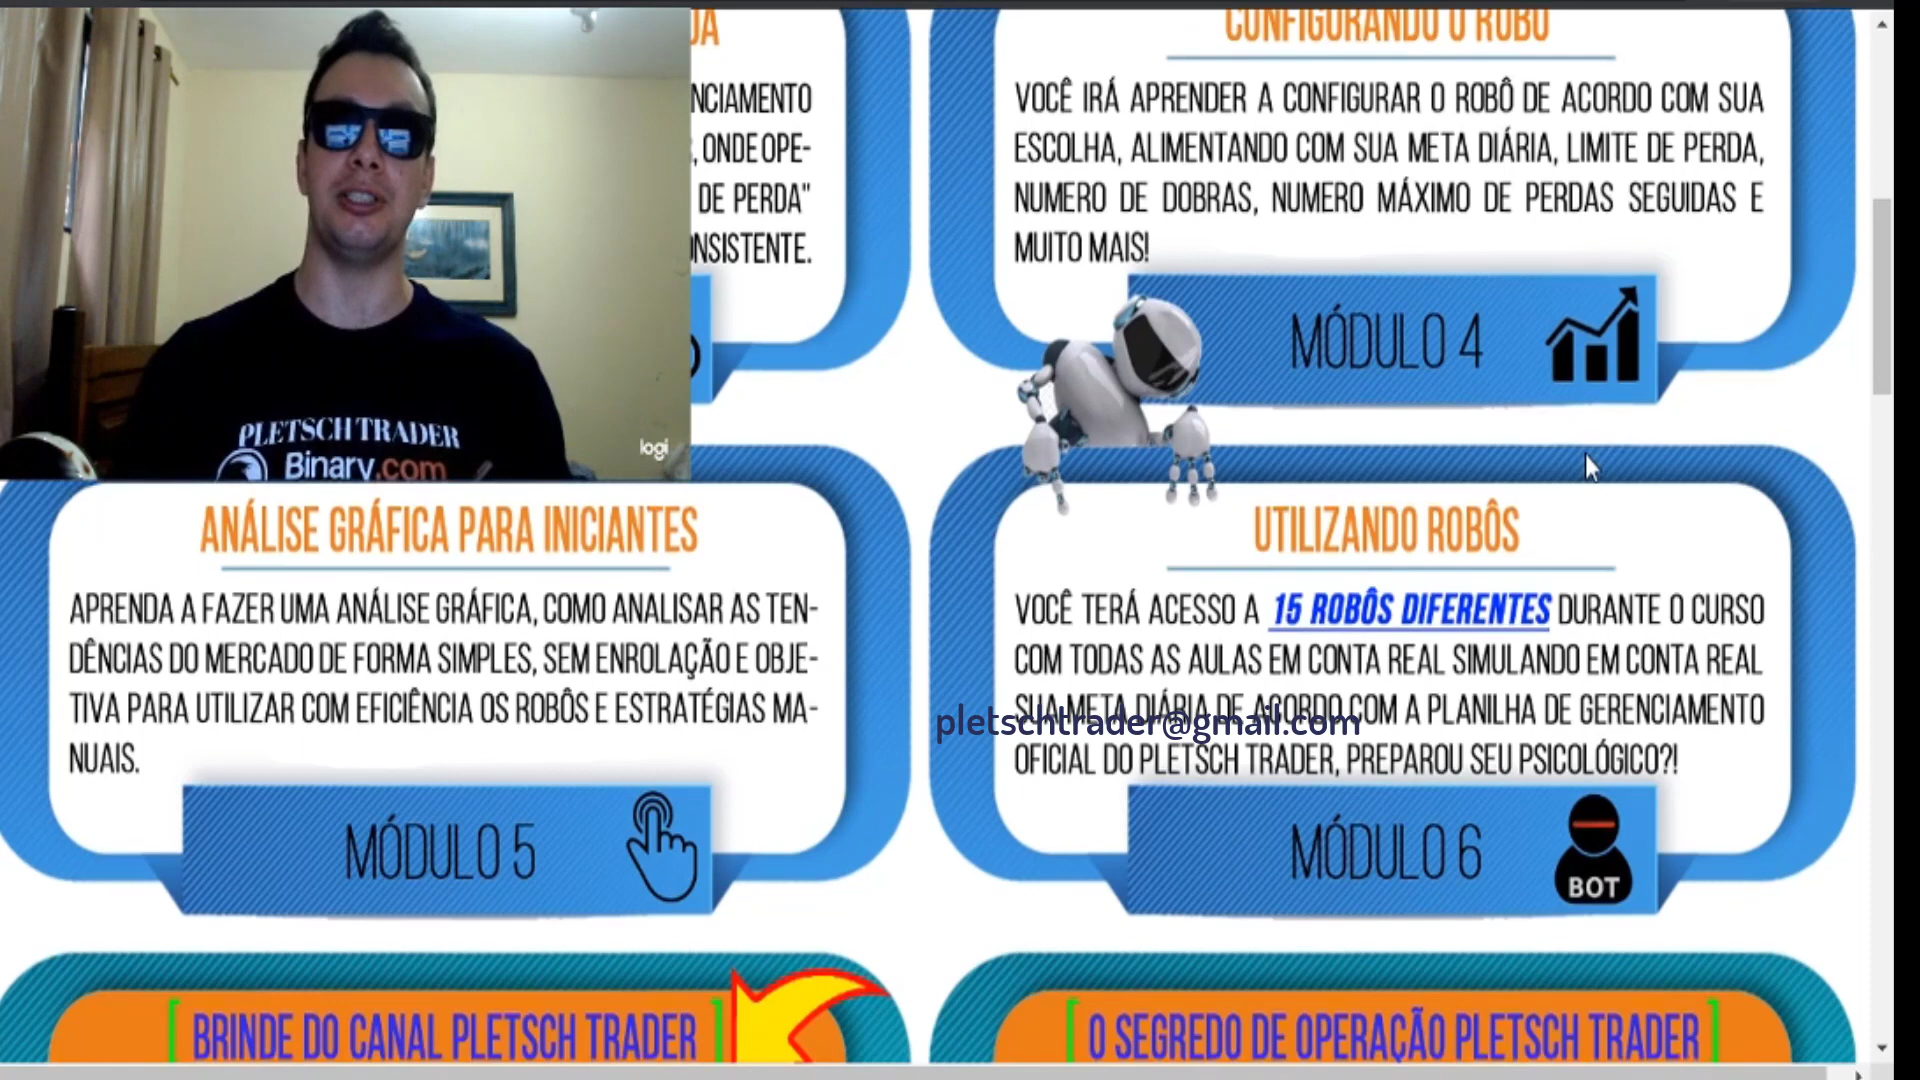 DA
NCIAMENTO
, ONDE OPE-
DE PERDA"
NSISTENTE.
CONFIGURANDO O ROBÔ
VOCÊ IRÁ APRENDER A CONFIGURAR O ROBÔ DE ACORDO COM SUA
ESCOLHA, ALIMENTANDO COM SUA META DIÁRIA, LIMITE DE PERDA,
NUMERO DE DOBRAS, NUMERO MÁXIMO DE PERDAS SEGUIDAS E
MUITO MAIS!
MÓDULO 4
PLETSCH TRADER
Binary.com
logi
ANÁLISE GRÁFICA PARA INICIANTES
APRENDA A FAZER UMA ANÁLISE GRÁFICA, COMO ANALISAR AS TEN-
DÊNCIAS DO MERCADO DE FORMA SIMPLES, SEM ENROLAÇÃO E OBJE-
TIVA PARA UTILIZAR COM EFICIÊNCIA OS ROBÔS E ESTRATÉGIAS MA-
NUAIS.
MÓDULO 5
UTILIZANDO ROBÔS
VOCÊ TERÁ ACESSO A 15 ROBÔS DIFERENTES DURANTE O CURSO
COM TODAS AS AULAS EM CONTA REAL SIMULANDO EM CONTA REAL
SUA META DIÁRIA DE ACORDO COM A PLANILHA DE GERENCIAMENTO
pletschtrader@gmail.com
OFICIAL DO PLETSCH TRADER, PREPAROU SEU PSICOLÓGICO?!
MÓDULO 6
BOT
[ BRINDE DO CANAL PLETSCH TRADER ]
[ O SEGREDO DE OPERAÇÃO PLETSCH TRADER ]